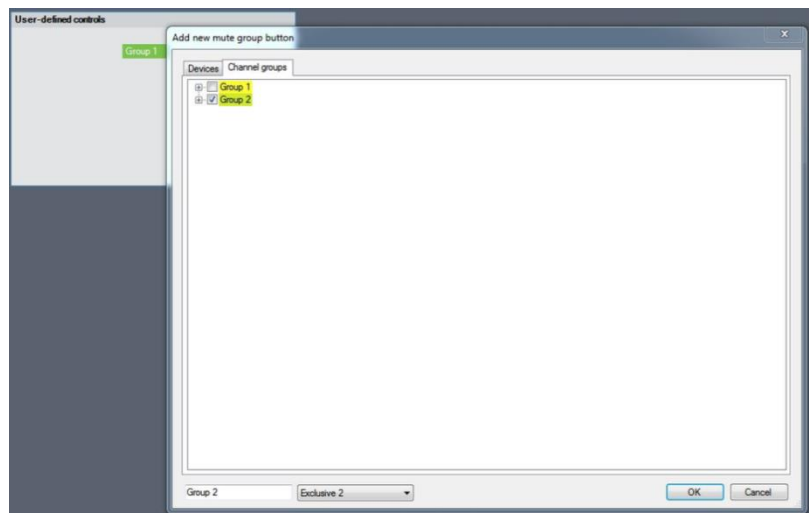 User-defined controls
Group 1
Add new mute group button
x
Devices Channel groups
Group 1
Group 2
Group 2 Exclusive 2 OK Cancel